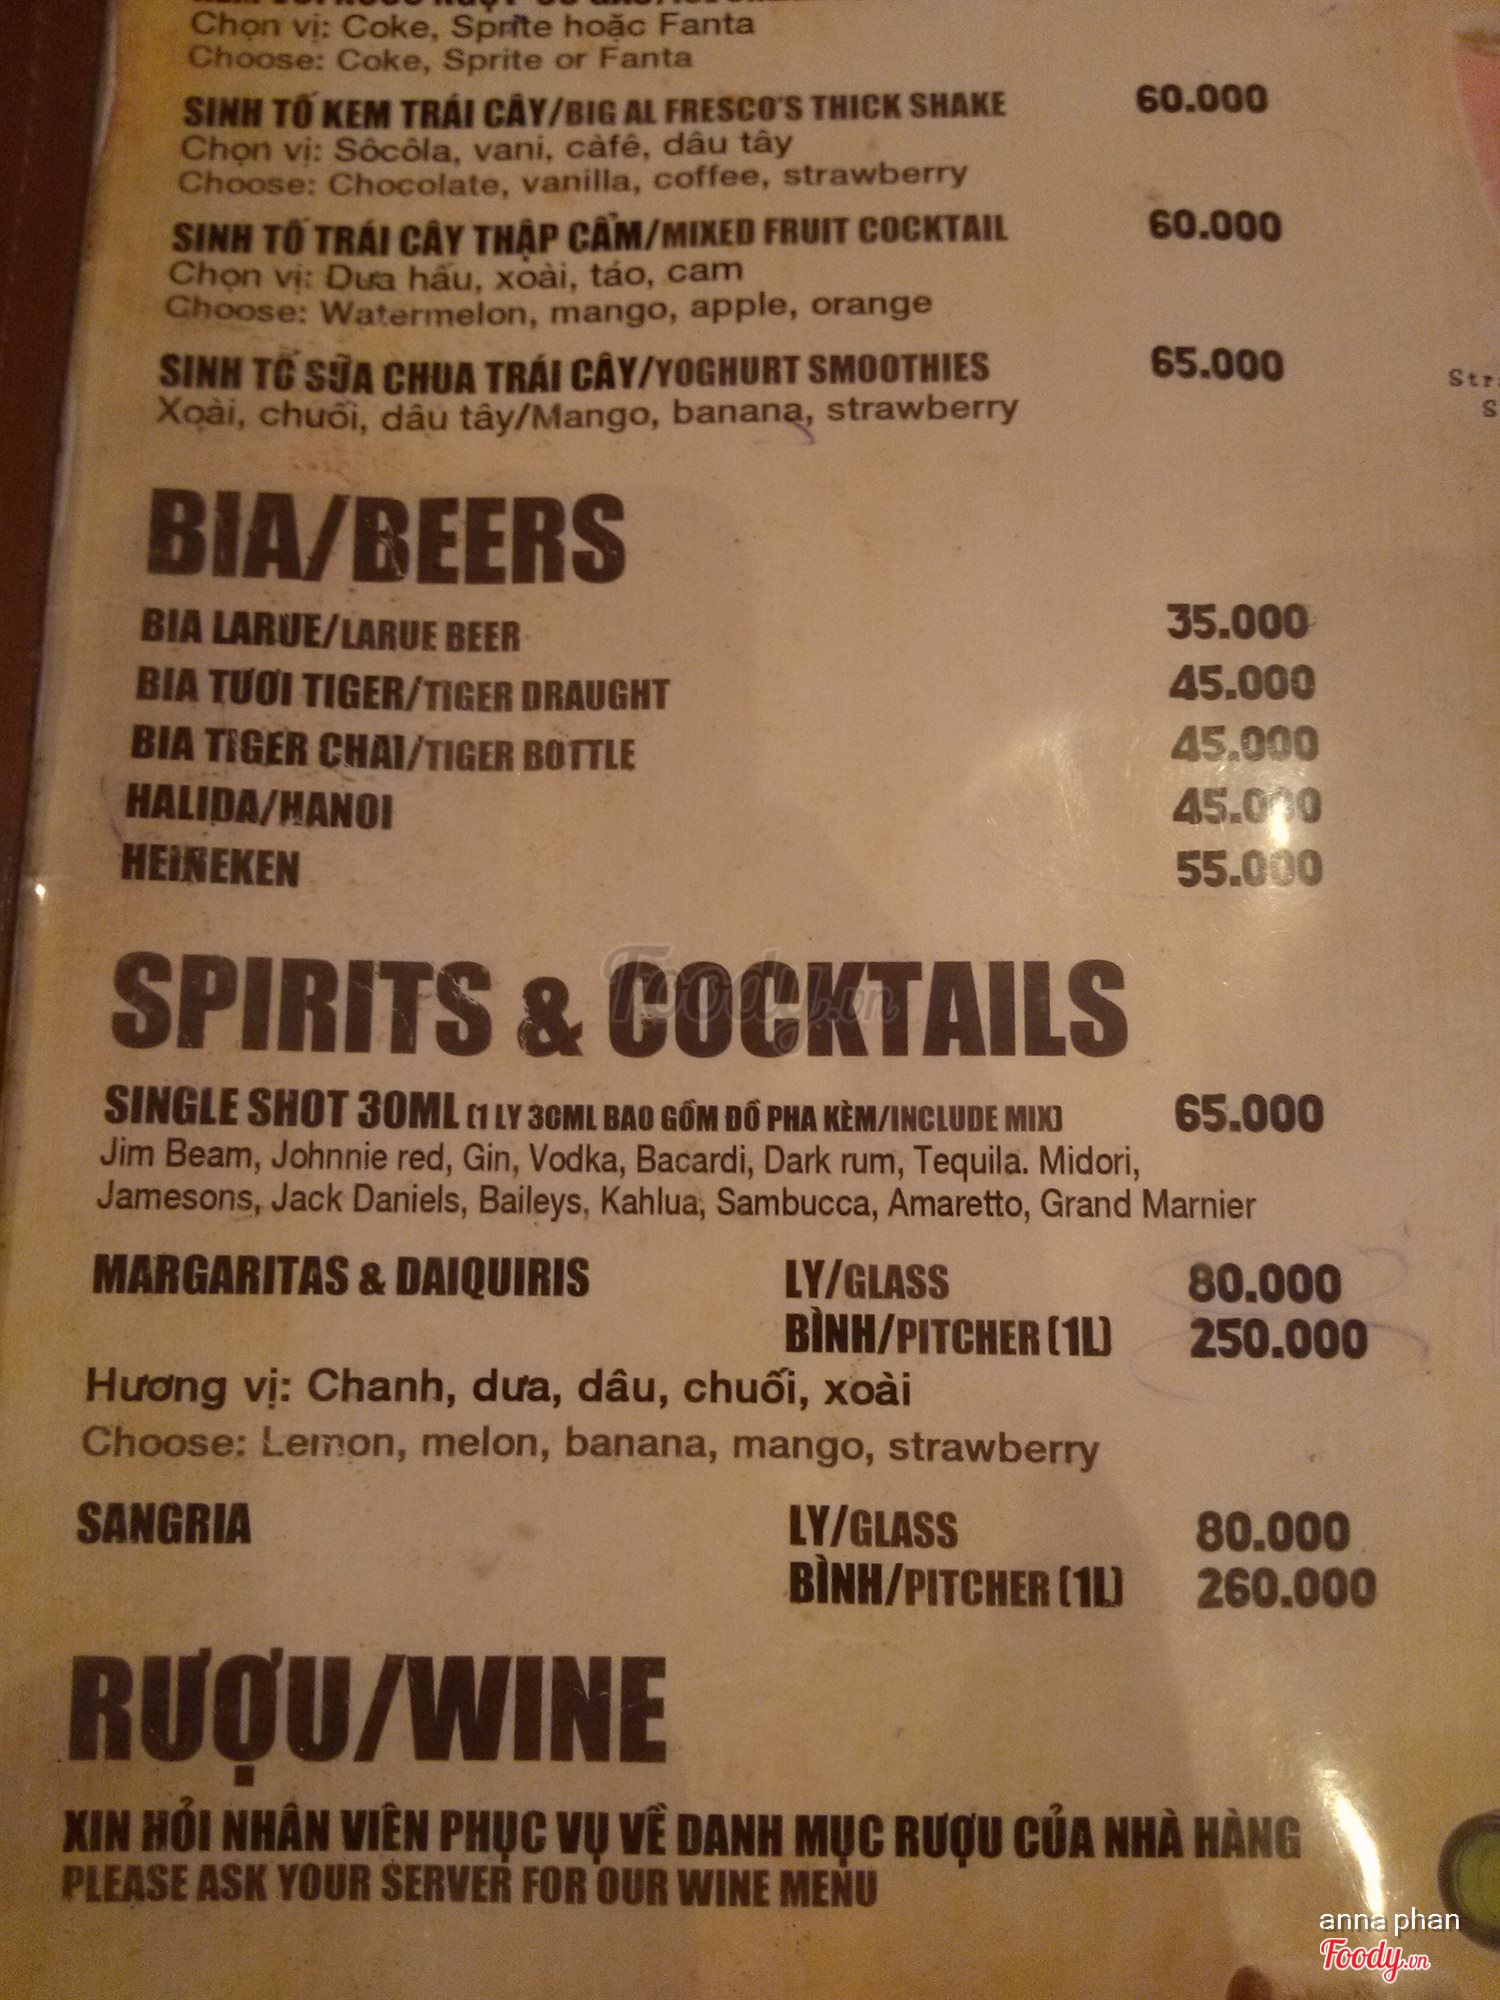 Chọn vị: Coke, Sprite hoặc Fanta
Choose: Coke, Sprite or Fanta
SINH TỐ KEM TRÁI CÂY/BIG AL FRESCO'S THICK SHAKE 60.000
Chọn vị: Sôcôla, vani, càfê, dâu tây
Choose: Chocolate, vanilla, coffee, strawberry
SINH TỐ TRÁI CÂY THẬP CẨM/MIXED FRUIT COCKTAIL 60.000
Chọn vị: Dưa hấu, xoài, táo, cam
Choose: Watermelon, mango, apple, orange
SINH TỐ SỮA CHUA TRÁI CÂY/YOGHURT SMOOTHIES 65.000
Xoài, chuối, dâu tây/Mango, banana, strawberry
BIA/BEERS
BIA LARUE/LARUE BEER 35.000
BIA TƯƠI TIGER/TIGER DRAUGHT 45.000
BIA TIGER CHAI/TIGER BOTTLE 45.000
HALIDA/HANOI 45.000
HEINEKEN 55.000
SPIRITS & COCKTAILS
SINGLE SHOT 30ML (1 LY 30ML BAO GỒM ĐỒ PHA KÈM/INCLUDE MIX) 65.000
Jim Beam, Johnnie red, Gin, Vodka, Bacardi, Dark rum, Tequila. Midori,
Jamesons, Jack Daniels, Baileys, Kahlua, Sambucca, Amaretto, Grand Marnier
MARGARITAS & DAIQUIRIS LY/GLASS 80.000
BÌNH/PITCHER (1L) 250.000
Hương vị: Chanh, dưa, dâu, chuối, xoài
Choose: Lemon, melon, banana, mango, strawberry
SANGRIA LY/GLASS 80.000
BÌNH/PITCHER (1L) 260.000
RƯỢU/WINE
XIN HỎI NHÂN VIÊN PHỤC VỤ VỀ DANH MỤC RƯỢU CỦA NHÀ HÀNG
PLEASE ASK YOUR SERVER FOR OUR WINE MENU
Foody.vn
anna phan
Foody.vn